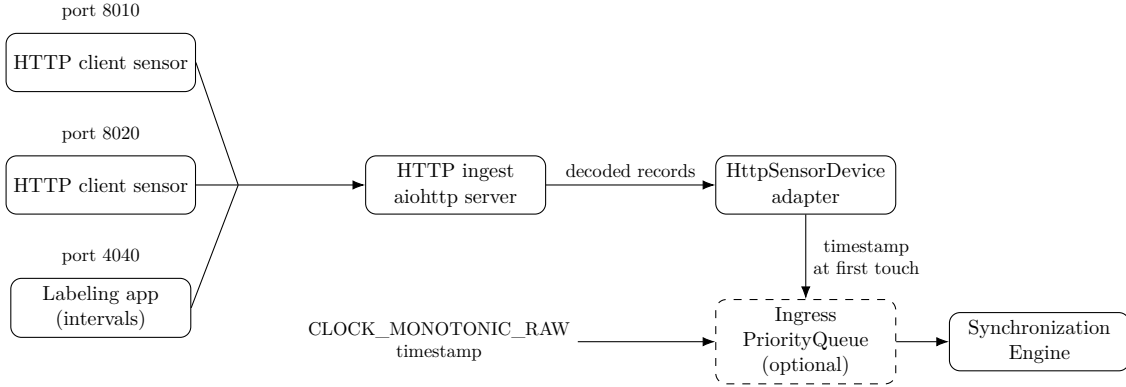 port 8010
HTTP client sensor
port 8020
HTTP client sensor
port 4040
Labeling app
(intervals)
HTTP ingest
aiohttp server
decoded records
HttpSensorDevice
adapter
timestamp
at first touch
CLOCK_MONOTONIC_RAW
timestamp
Ingress
PriorityQueue
(optional)
Synchronization
Engine